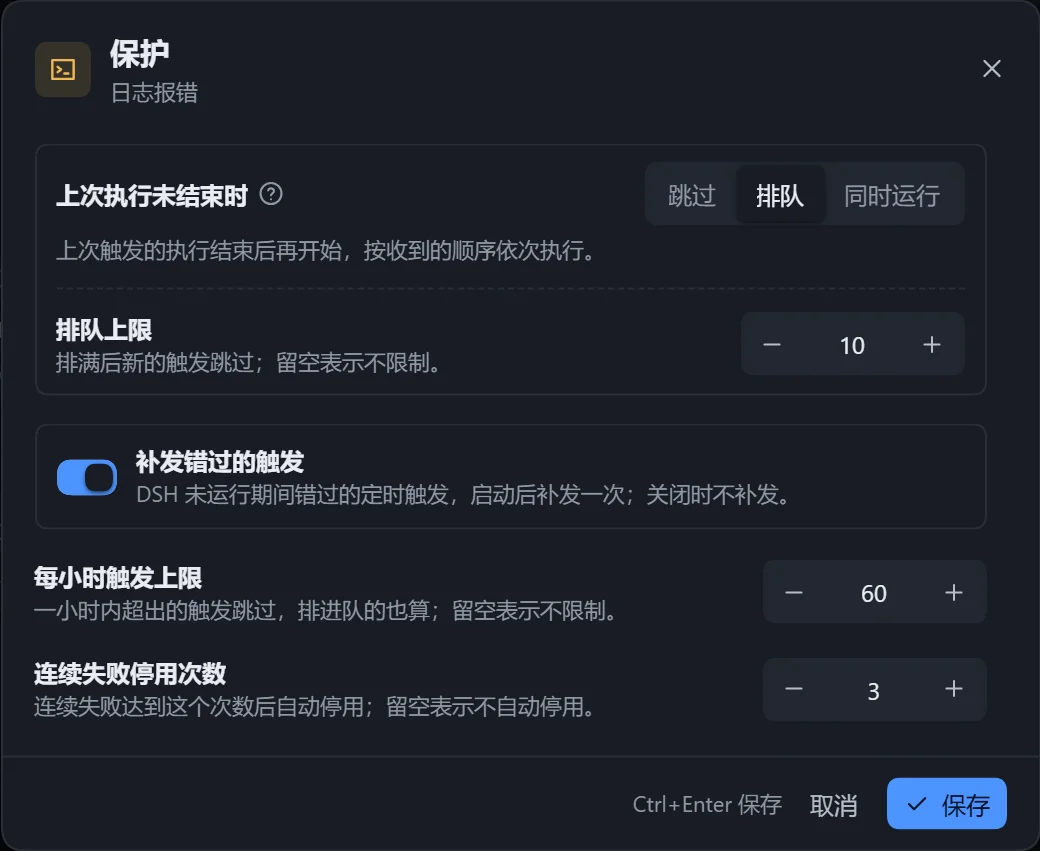 保护
日志报错
上次执行未结束时
跳过 排队 同时运行
上次触发的执行结束后再开始，按收到的顺序依次执行。
排队上限
排满后新的触发跳过；留空表示不限制。
10
补发错过的触发
DSH 未运行期间错过的定时触发，启动后补发一次；关闭时不补发。
每小时触发上限
一小时内超出的触发跳过，排进队的也算；留空表示不限制。
60
连续失败停用次数
连续失败达到这个次数后自动停用；留空表示不自动停用。
3
Ctrl+Enter 保存 取消 保存